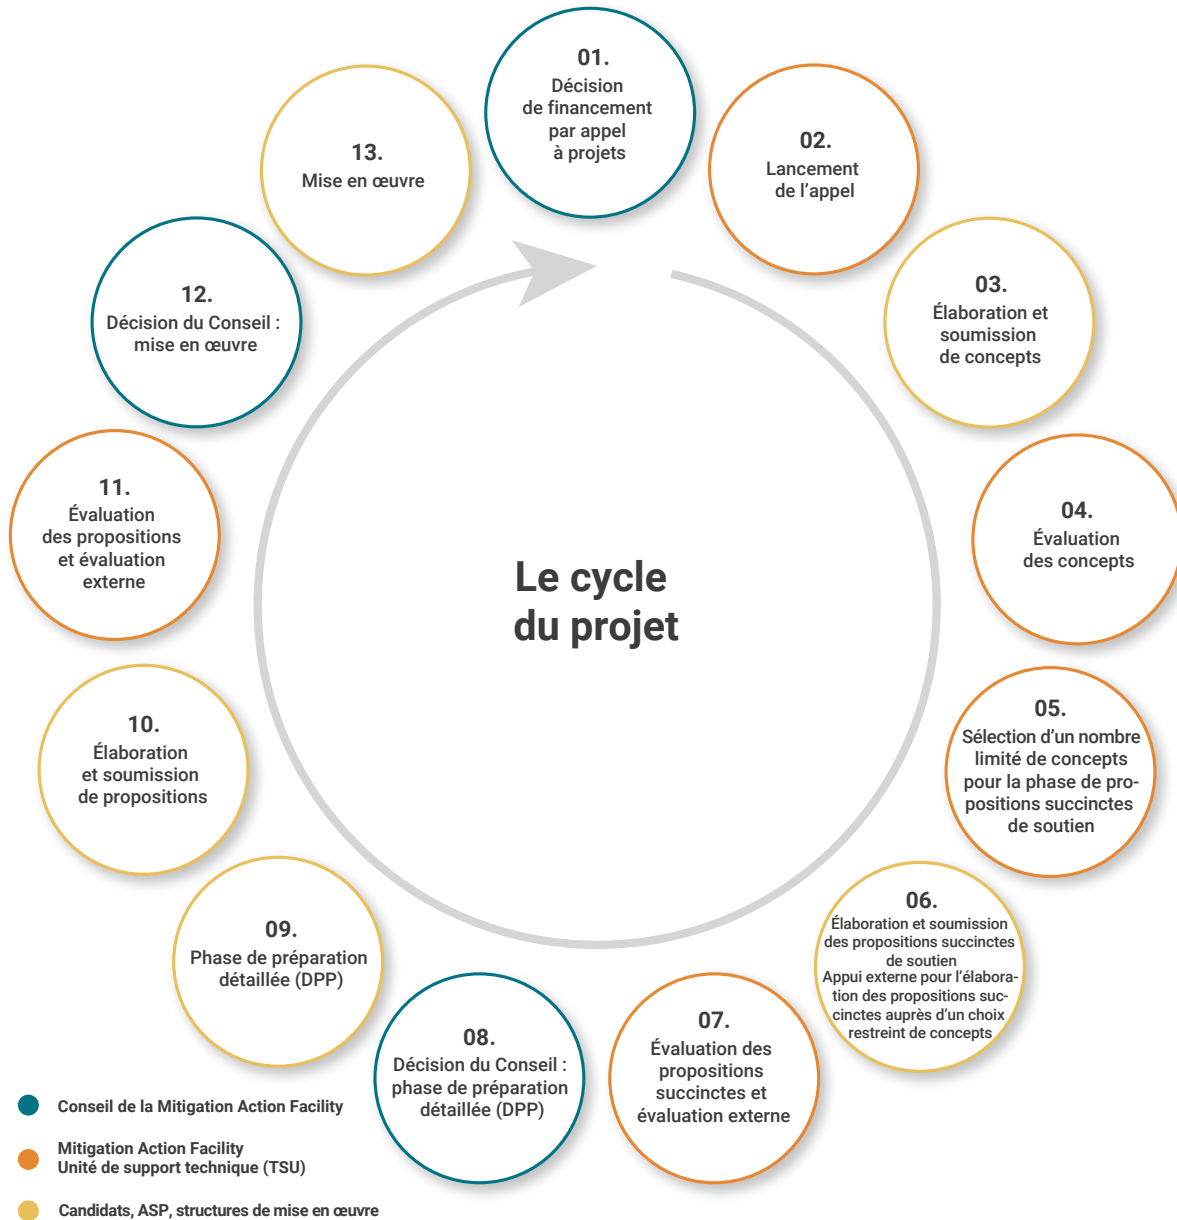 01.
Décision
de financement
par appel
à projets
02.
Lancement
de l'appel
03.
Élaboration et
soumission
de concepts
04.
Évaluation
des concepts
05.
Sélection d'un nombre
limité de concepts
pour la phase de pro-
positions succinctes
de soutien
06.
Élaboration et soumission
des propositions succinctes
de soutien
Appui externe pour l'élabora-
tion des propositions suc-
cinctes auprès d'un choix
restreint de concepts
07.
Évaluation des
propositions
succinctes et
évaluation externe
08.
Décision du Conseil :
phase de préparation
détaillée (DPP)
09.
Phase de préparation
détaillée (DPP)
10.
Élaboration
et soumission
de propositions
11.
Évaluation
des propositions
et évaluation
externe
12.
Décision du Conseil :
mise en œuvre
13.
Mise en œuvre
Le cycle
du projet
Conseil de la Mitigation Action Facility
Mitigation Action Facility
Unité de support technique (TSU)
Candidats, ASP, structures de mise en œuvre